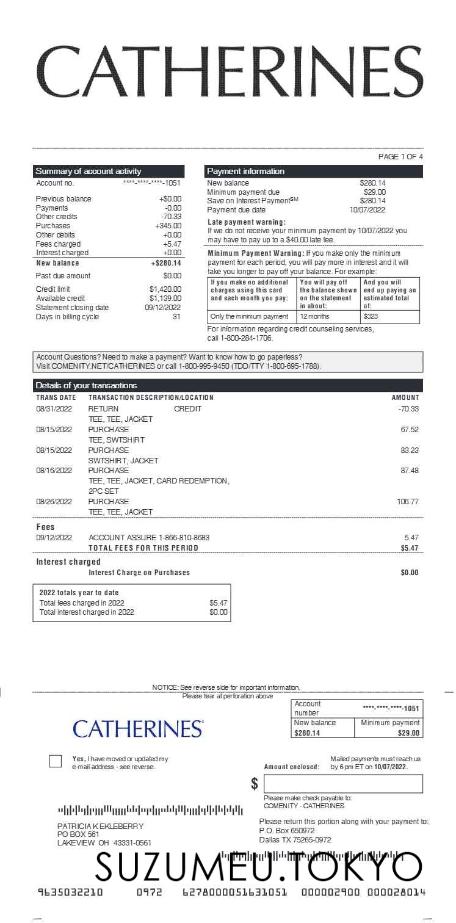 CATHERINES
PAGE 1 OF 4
Summary of account activity
Account no. ****-****-****-1051
Previous balance +$0.00
Payments -0.00
Other credits -70.33
Other debits +0.00
Purchases +345.00
Fees charged +5.47
Interest charged +0.00
New balance +$280.14
Past due amount $0.00
Credit limit $1,420.00
Available credit $1,139.00
Statement closing date 09/12/2022
Days in billing cycle 31
Payment information
New balance $280.14
Minimum payment due $29.00
Save on Interest Payment℠ $280.14
Payment due date 10/07/2022
Late payment warning:
If we do not receive your minimum payment by 10/07/2022 you
may have to pay up to a $40.00 late fee.
Minimum Payment Warning: If you make only the minimum
payment for each period, you will pay more in interest and it will
take you longer to pay off your balance. For example:
If you make no additional charges using this card and each month you pay:
You will pay off the balance shown on the statement in about:
And you will end up paying an estimated total of:
Only the minimum payment 12 months $323
For information regarding credit counseling services,
call 1-800-284-1706.
Account Questions? Need to make a payment? Want to know how to go paperless?
Visit COMENITY.NET/CATHERINES or call 1-800-995-9450 (TDD/TTY 1-800-695-1788).
Details of your transactions
TRANS DATE TRANSACTION DESCRIPTION/LOCATION AMOUNT
08/31/2022 RETURN CREDIT -70.33
TEE, TEE, JACKET
08/15/2022 PURCHASE 67.52
TEE, SWTSHIRT
08/15/2022 PURCHASE 83.23
SWTSHIRT, JACKET
08/16/2022 PURCHASE 87.48
TEE, TEE, JACKET, CARD REDEMPTION,
2PC SET
08/26/2022 PURCHASE 106.77
TEE, TEE, JACKET
Fees
09/12/2022 ACCOUNT ASSURE 1-866-810-8683 5.47
TOTAL FEES FOR THIS PERIOD $5.47
Interest charged
Interest Charge on Purchases $0.00
2022 totals year to date
Total fees charged in 2022 $5.47
Total interest charged in 2022 $0.00
NOTICE: See reverse side for important information.
Please tear at perforation above
CATHERINES
Account number ****-****-****-1051
New balance Minimum payment
$280.14 $29.00
Yes, I have moved or updated my
e-mail address - see reverse.
Mailed payments must reach us
Amount enclosed: by 6 pm ET on 10/07/2022.
$
Please make check payable to:
COMENITY - CATHERINES
PATRICIA K EKLEBERRY
PO BOX 561
LAKEVIEW OH 43331-0561
Please return this portion along with your payment to:
P.O. Box 650972
Dallas TX 75265-0972
SUZUMEU.TOKYO
9635032210 0972 6278000051631051 000002900 000028014